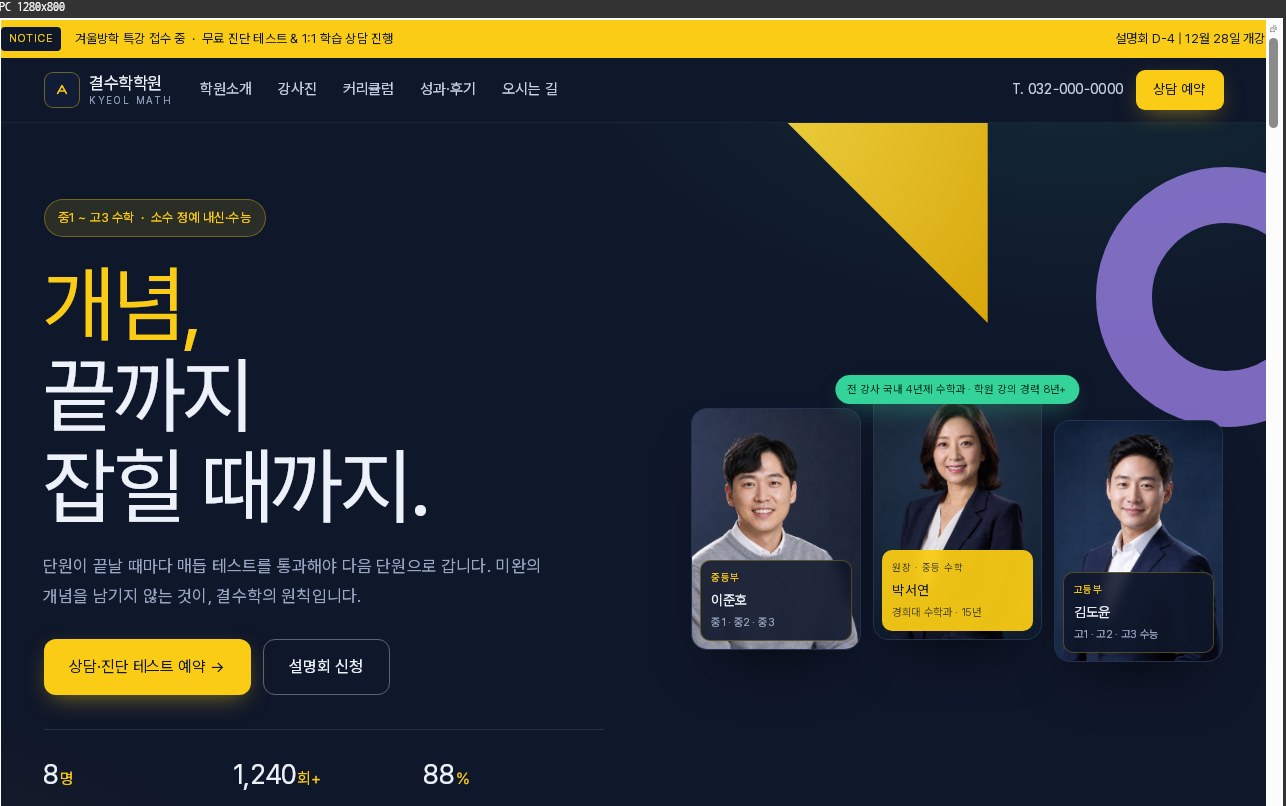 PC 1280x800
NOTICE
겨울방학 특강 접수 중 · 무료 진단 테스트 & 1:1 학습 상담 진행
설명회 D-4 | 12월 28일 개강
A
결수학학원
KYEOL MATH
학원소개
강사진
커리큘럼
성과·후기
오시는 길
T. 032-000-0000
상담 예약
중1 ~ 고3 수학 · 소수 정예 내신·수능
개념,
끝까지
잡힐 때까지.
단원이 끝날 때마다 매듭 테스트를 통과해야 다음 단원으로 갑니다. 미완의
개념을 남기지 않는 것이, 결수학의 원칙입니다.
상담·진단 테스트 예약 →
설명회 신청
8명
1,240회+
88%
전 강사 국내 4년제 수학과 · 학원 강의 경력 8년+
중등부
이준호
중1 · 중2 · 중3
원장 · 중등 수학
박서연
경희대 수학과 · 15년
고등부
김도윤
고1 · 고2 · 고3 수능